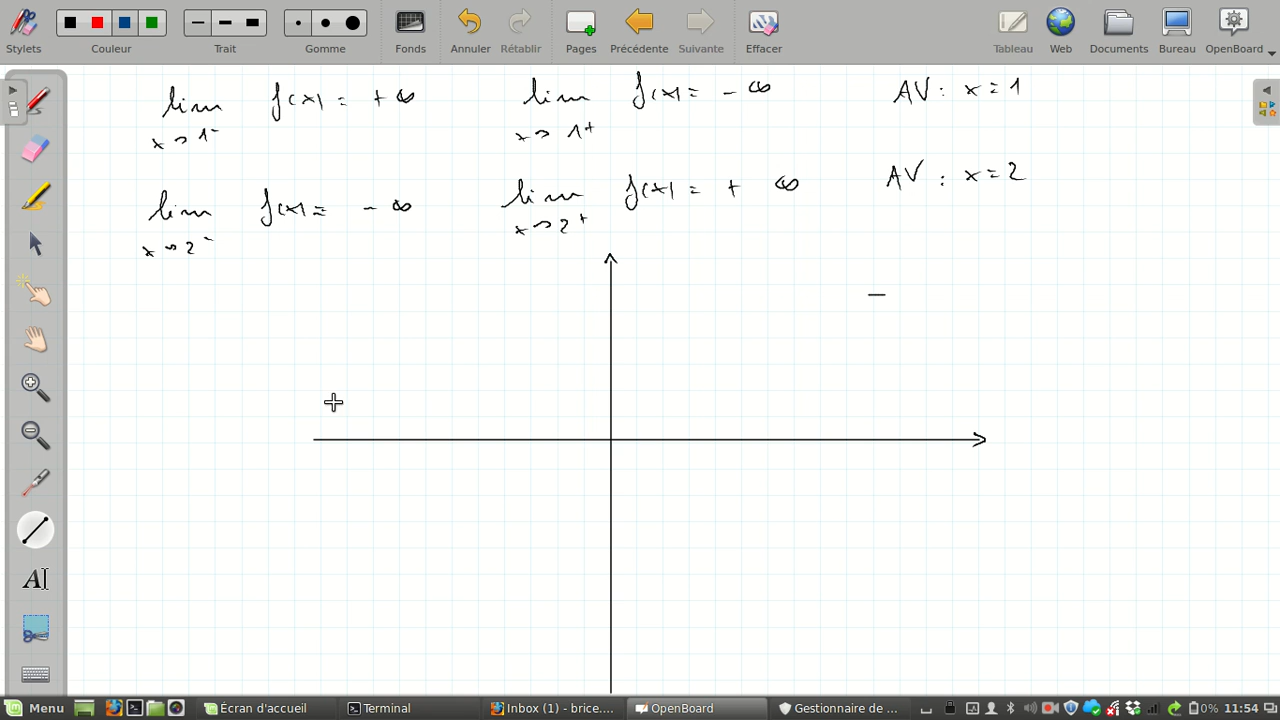 Stylets Couleur Trait Gomme Fonds Annuler Rétablir Pages Précédente Suivante Effacer Tableau Web Documents Bureau OpenBoard
lim f(x) = +∞ lim f(x) = -∞ AV: x=1
x→1⁻ x→1⁺
lim f(x) = -∞ lim f(x) = +∞ AV: x=2
x→2⁻ x→2⁺
Menu Écran d'accueil Terminal Inbox (1) - brice.... OpenBoard Gestionnaire de ... 0% 11:54